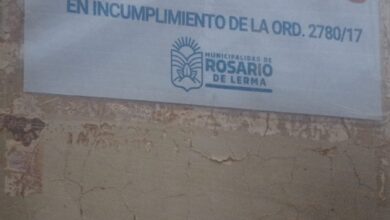 EN INCUMPLIMIENTO DE LA ORD. 2780/17
MUNICIPALIDAD DE
ROSARIO
DE LERMA